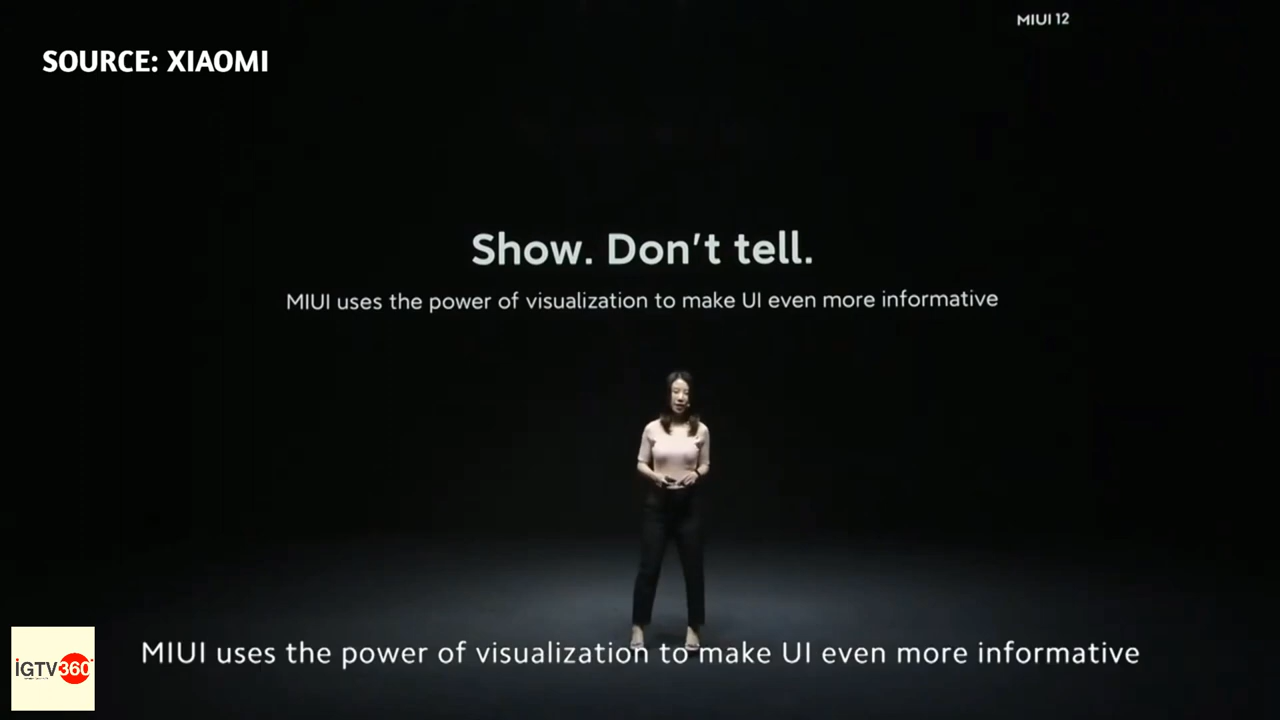 MIUI 12
SOURCE: XIAOMI
Show. Don't tell.
MIUI uses the power of visualization to make UI even more informative
MIUI uses the power of visualization to make UI even more informative
iGTV360